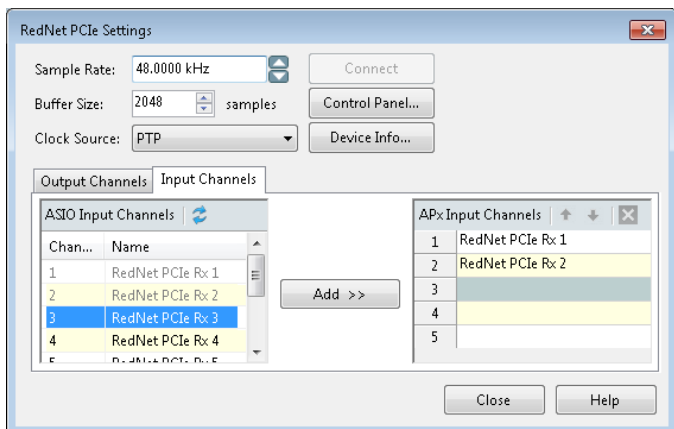 RedNet PCIe Settings
Sample Rate: 48.0000 kHz Connect
Buffer Size: 2048 samples Control Panel...
Clock Source: PTP Device Info...
Output Channels Input Channels
ASIO Input Channels APx Input Channels
Chan... Name
1 RedNet PCIe Rx 1
2 RedNet PCIe Rx 2
3 RedNet PCIe Rx 3
4 RedNet PCIe Rx 4
Add >>
1 RedNet PCIe Rx 1
2 RedNet PCIe Rx 2
3
4
5
Close Help